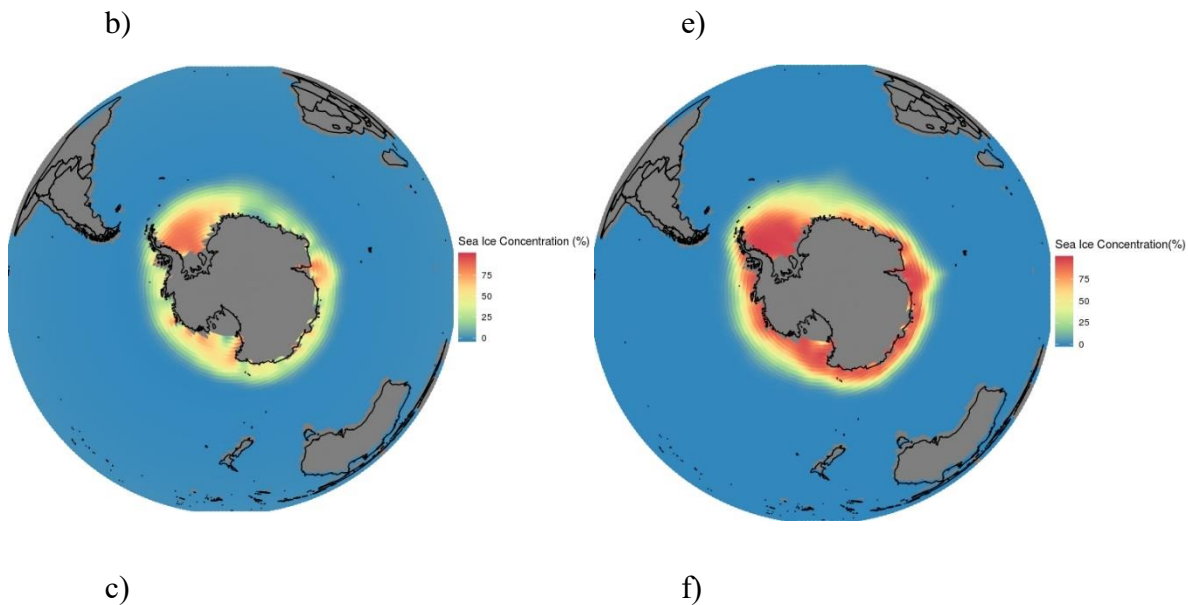 b)
e)
Sea Ice Concentration (%)
75
50
25
0
Sea Ice Concentration(%)
75
50
25
0
c)
f)